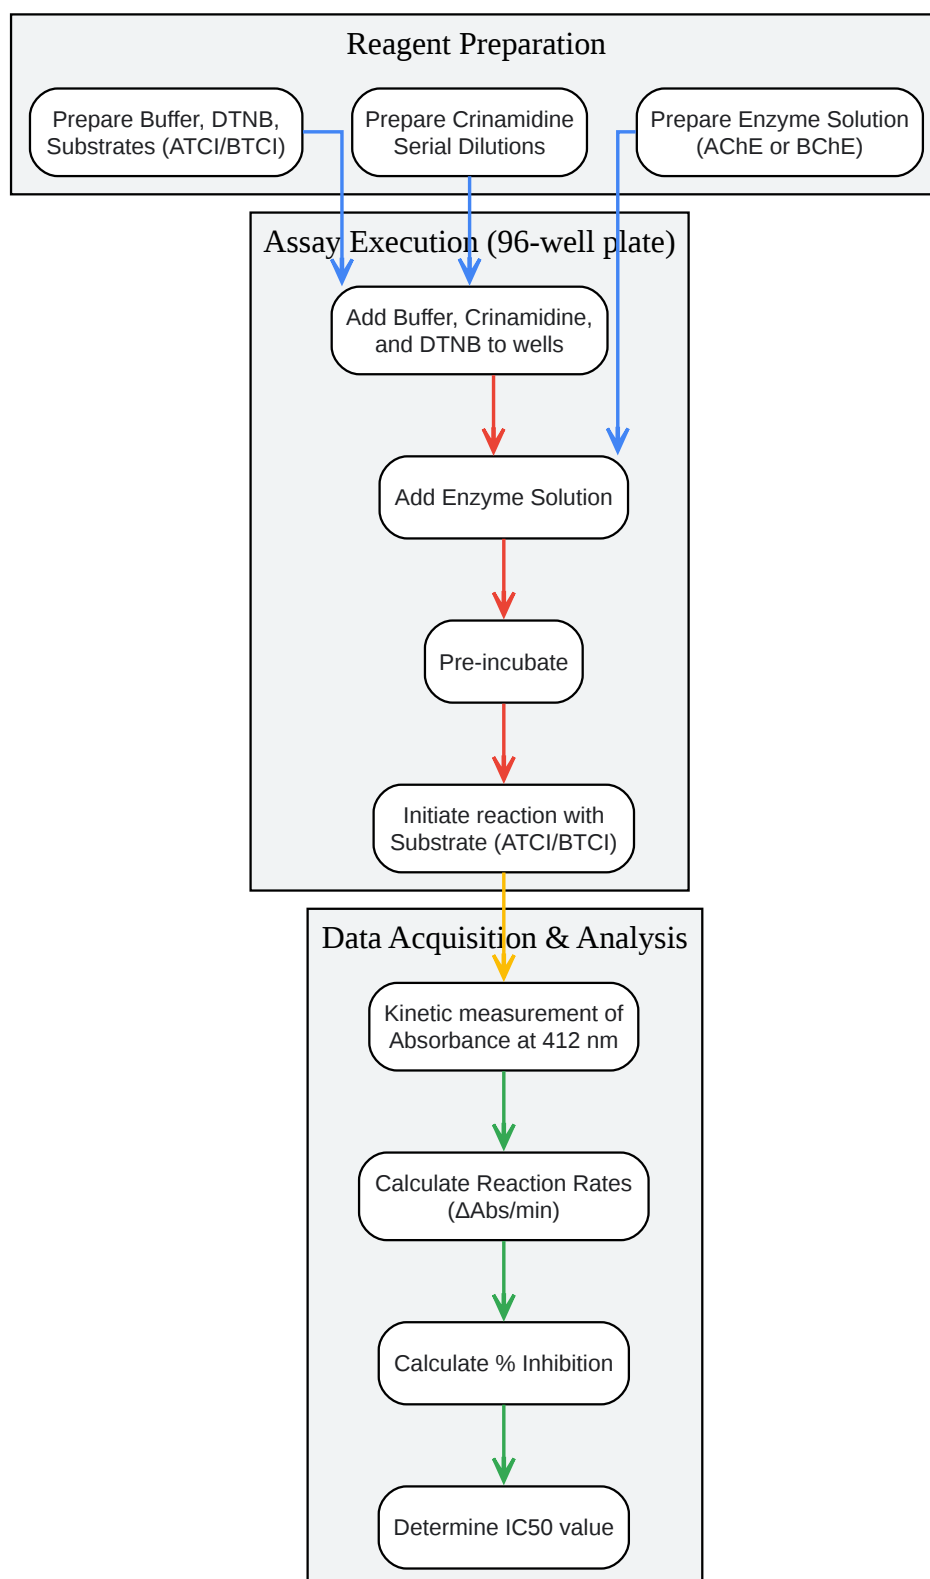 Reagent Preparation
Prepare Buffer, DTNB,
Substrates (ATCI/BTCI)
Prepare Crinamidine
Serial Dilutions
Prepare Enzyme Solution
(AChE or BChE)
Assay Execution (96-well plate)
Add Buffer, Crinamidine,
and DTNB to wells
Add Enzyme Solution
Pre-incubate
Initiate reaction with
Substrate (ATCI/BTCI)
Data Acquisition & Analysis
Kinetic measurement of
Absorbance at 412 nm
Calculate Reaction Rates
(ΔAbs/min)
Calculate % Inhibition
Determine IC50 value